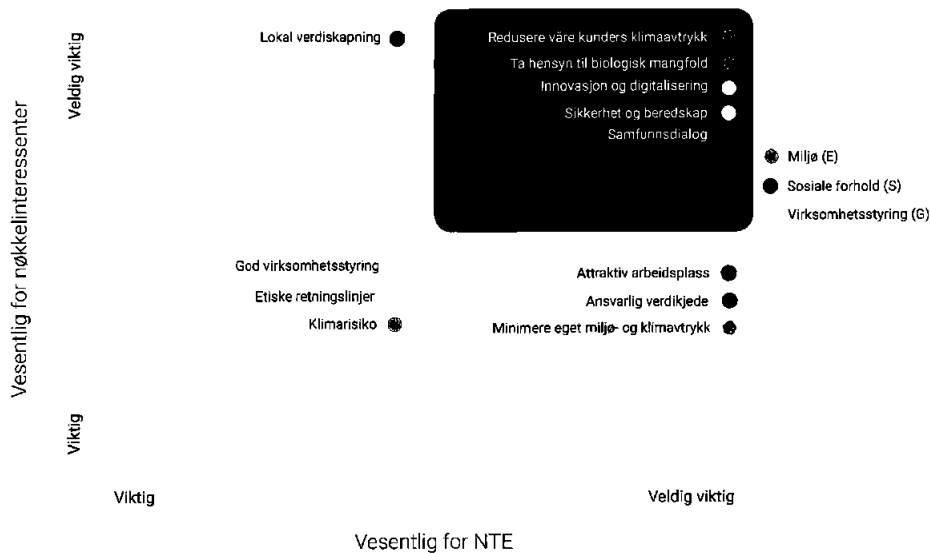 Vesentlig for nøkkelinteressenter
Veldig viktig
Viktig
Lokal verdiskapning
Redusere våre kunders klimaavtrykk
Ta hensyn til biologisk mangfold
Innovasjon og digitalisering
Sikkerhet og beredskap
Samfunnsdialog
Miljø (E)
Sosiale forhold (S)
Virksomhetsstyring (G)
God virksomhetsstyring
Etiske retningslinjer
Klimarisiko
Attraktiv arbeidsplass
Ansvarlig verdikjede
Minimere eget miljø- og klimavtrykk
Viktig
Veldig viktig
Vesentlig for NTE